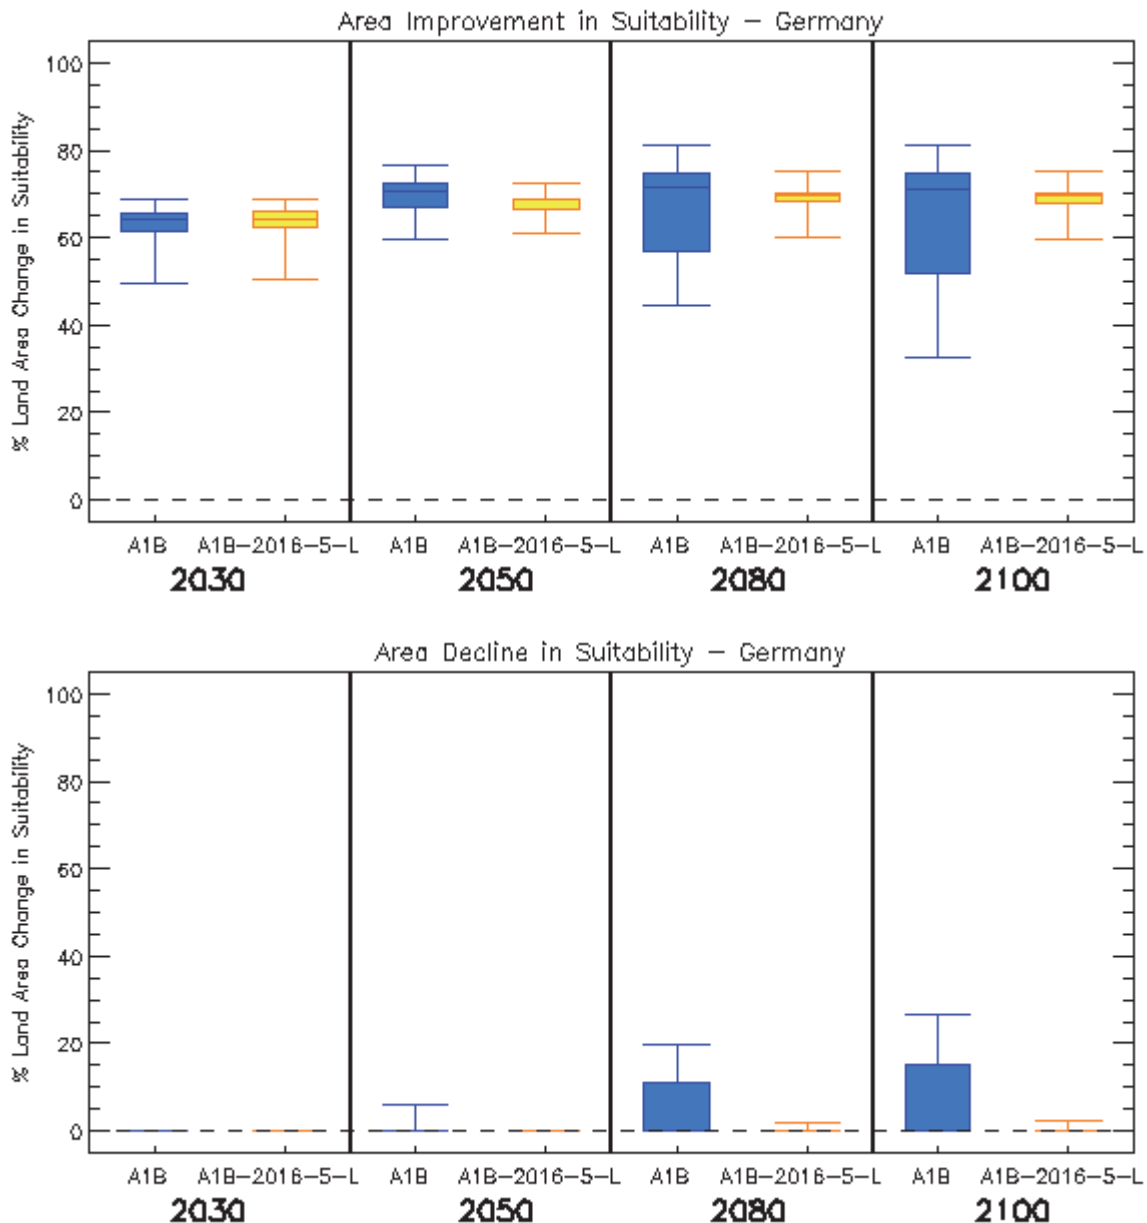 Area Improvement in Suitability – Germany
% Land Area Change in Suitability
100
80
60
40
20
0
A1B A1B-2016-5-L A1B A1B-2016-5-L A1B A1B-2016-5-L A1B A1B-2016-5-L
2030 2050 2080 2100
Area Decline in Suitability – Germany
% Land Area Change in Suitability
100
80
60
40
20
0
A1B A1B-2016-5-L A1B A1B-2016-5-L A1B A1B-2016-5-L A1B A1B-2016-5-L
2030 2050 2080 2100